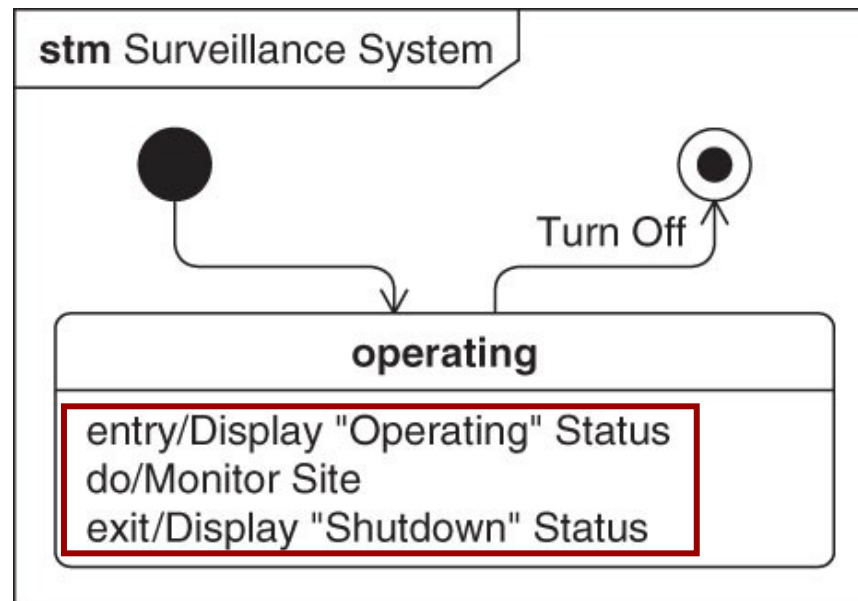 stm Surveillance System
Turn Off
operating
entry/Display "Operating" Status
do/Monitor Site
exit/Display "Shutdown" Status